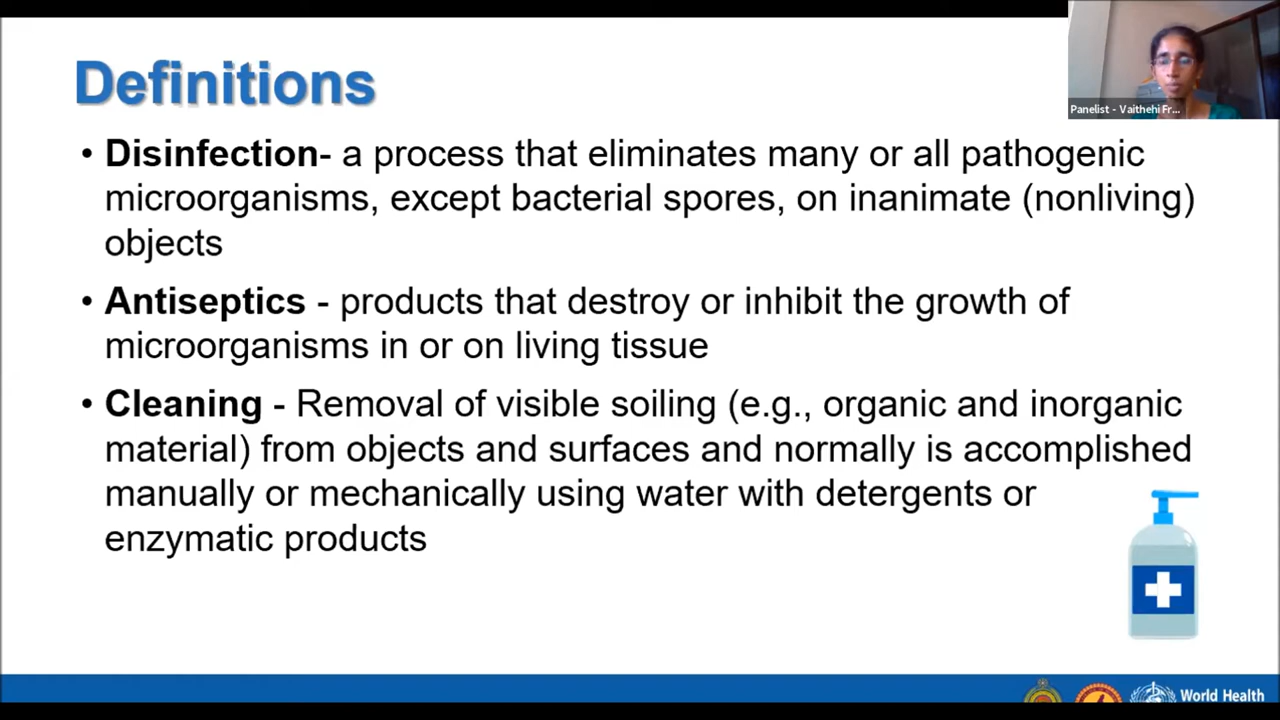 Definitions
Panelist - Vaithehi Fr...
• Disinfection- a process that eliminates many or all pathogenic
microorganisms, except bacterial spores, on inanimate (nonliving)
objects
• Antiseptics - products that destroy or inhibit the growth of
microorganisms in or on living tissue
• Cleaning - Removal of visible soiling (e.g., organic and inorganic
material) from objects and surfaces and normally is accomplished
manually or mechanically using water with detergents or
enzymatic products
World Health